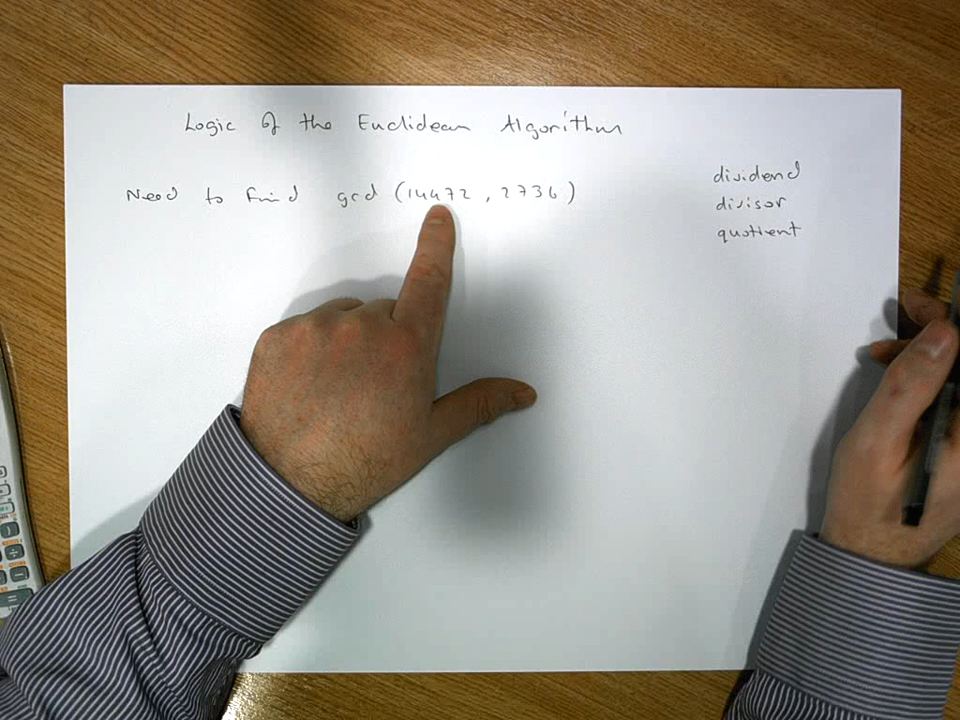 Logic of the Euclidean Algorithm
Need to find gcd (14472, 2736)
dividend
divisor
quotient